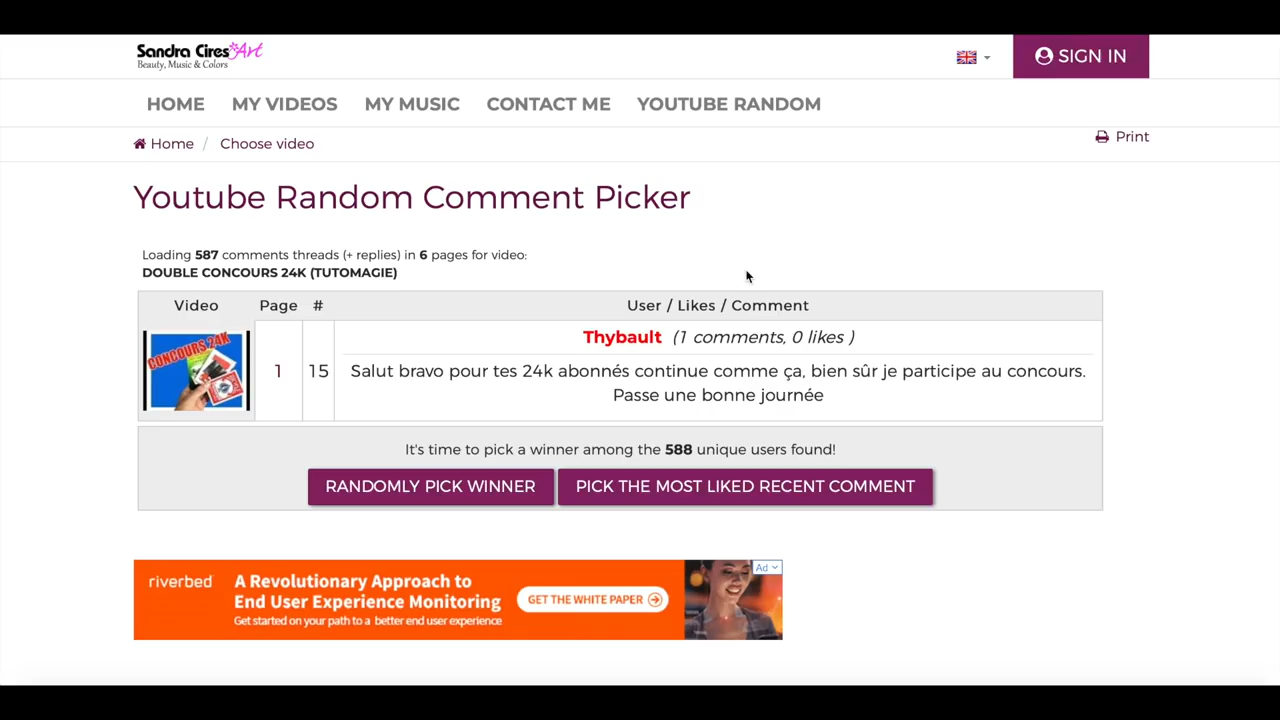 Sandra Cires Art
Beauty, Music & Colors
SIGN IN
HOME MY VIDEOS MY MUSIC CONTACT ME YOUTUBE RANDOM
Home / Choose video
Print
Youtube Random Comment Picker
Loading 587 comments threads (+ replies) in 6 pages for video:
DOUBLE CONCOURS 24K (TUTOMAGIE)
Video Page # User / Likes / Comment
CONCOURS 24K
1 15
Thybault (1 comments, 0 likes )
Salut bravo pour tes 24k abonnés continue comme ça, bien sûr je participe au concours.
Passe une bonne journée
It's time to pick a winner among the 588 unique users found!
RANDOMLY PICK WINNER PICK THE MOST LIKED RECENT COMMENT
riverbed
A Revolutionary Approach to
End User Experience Monitoring
Get started on your path to a better end user experience
GET THE WHITE PAPER
Ad